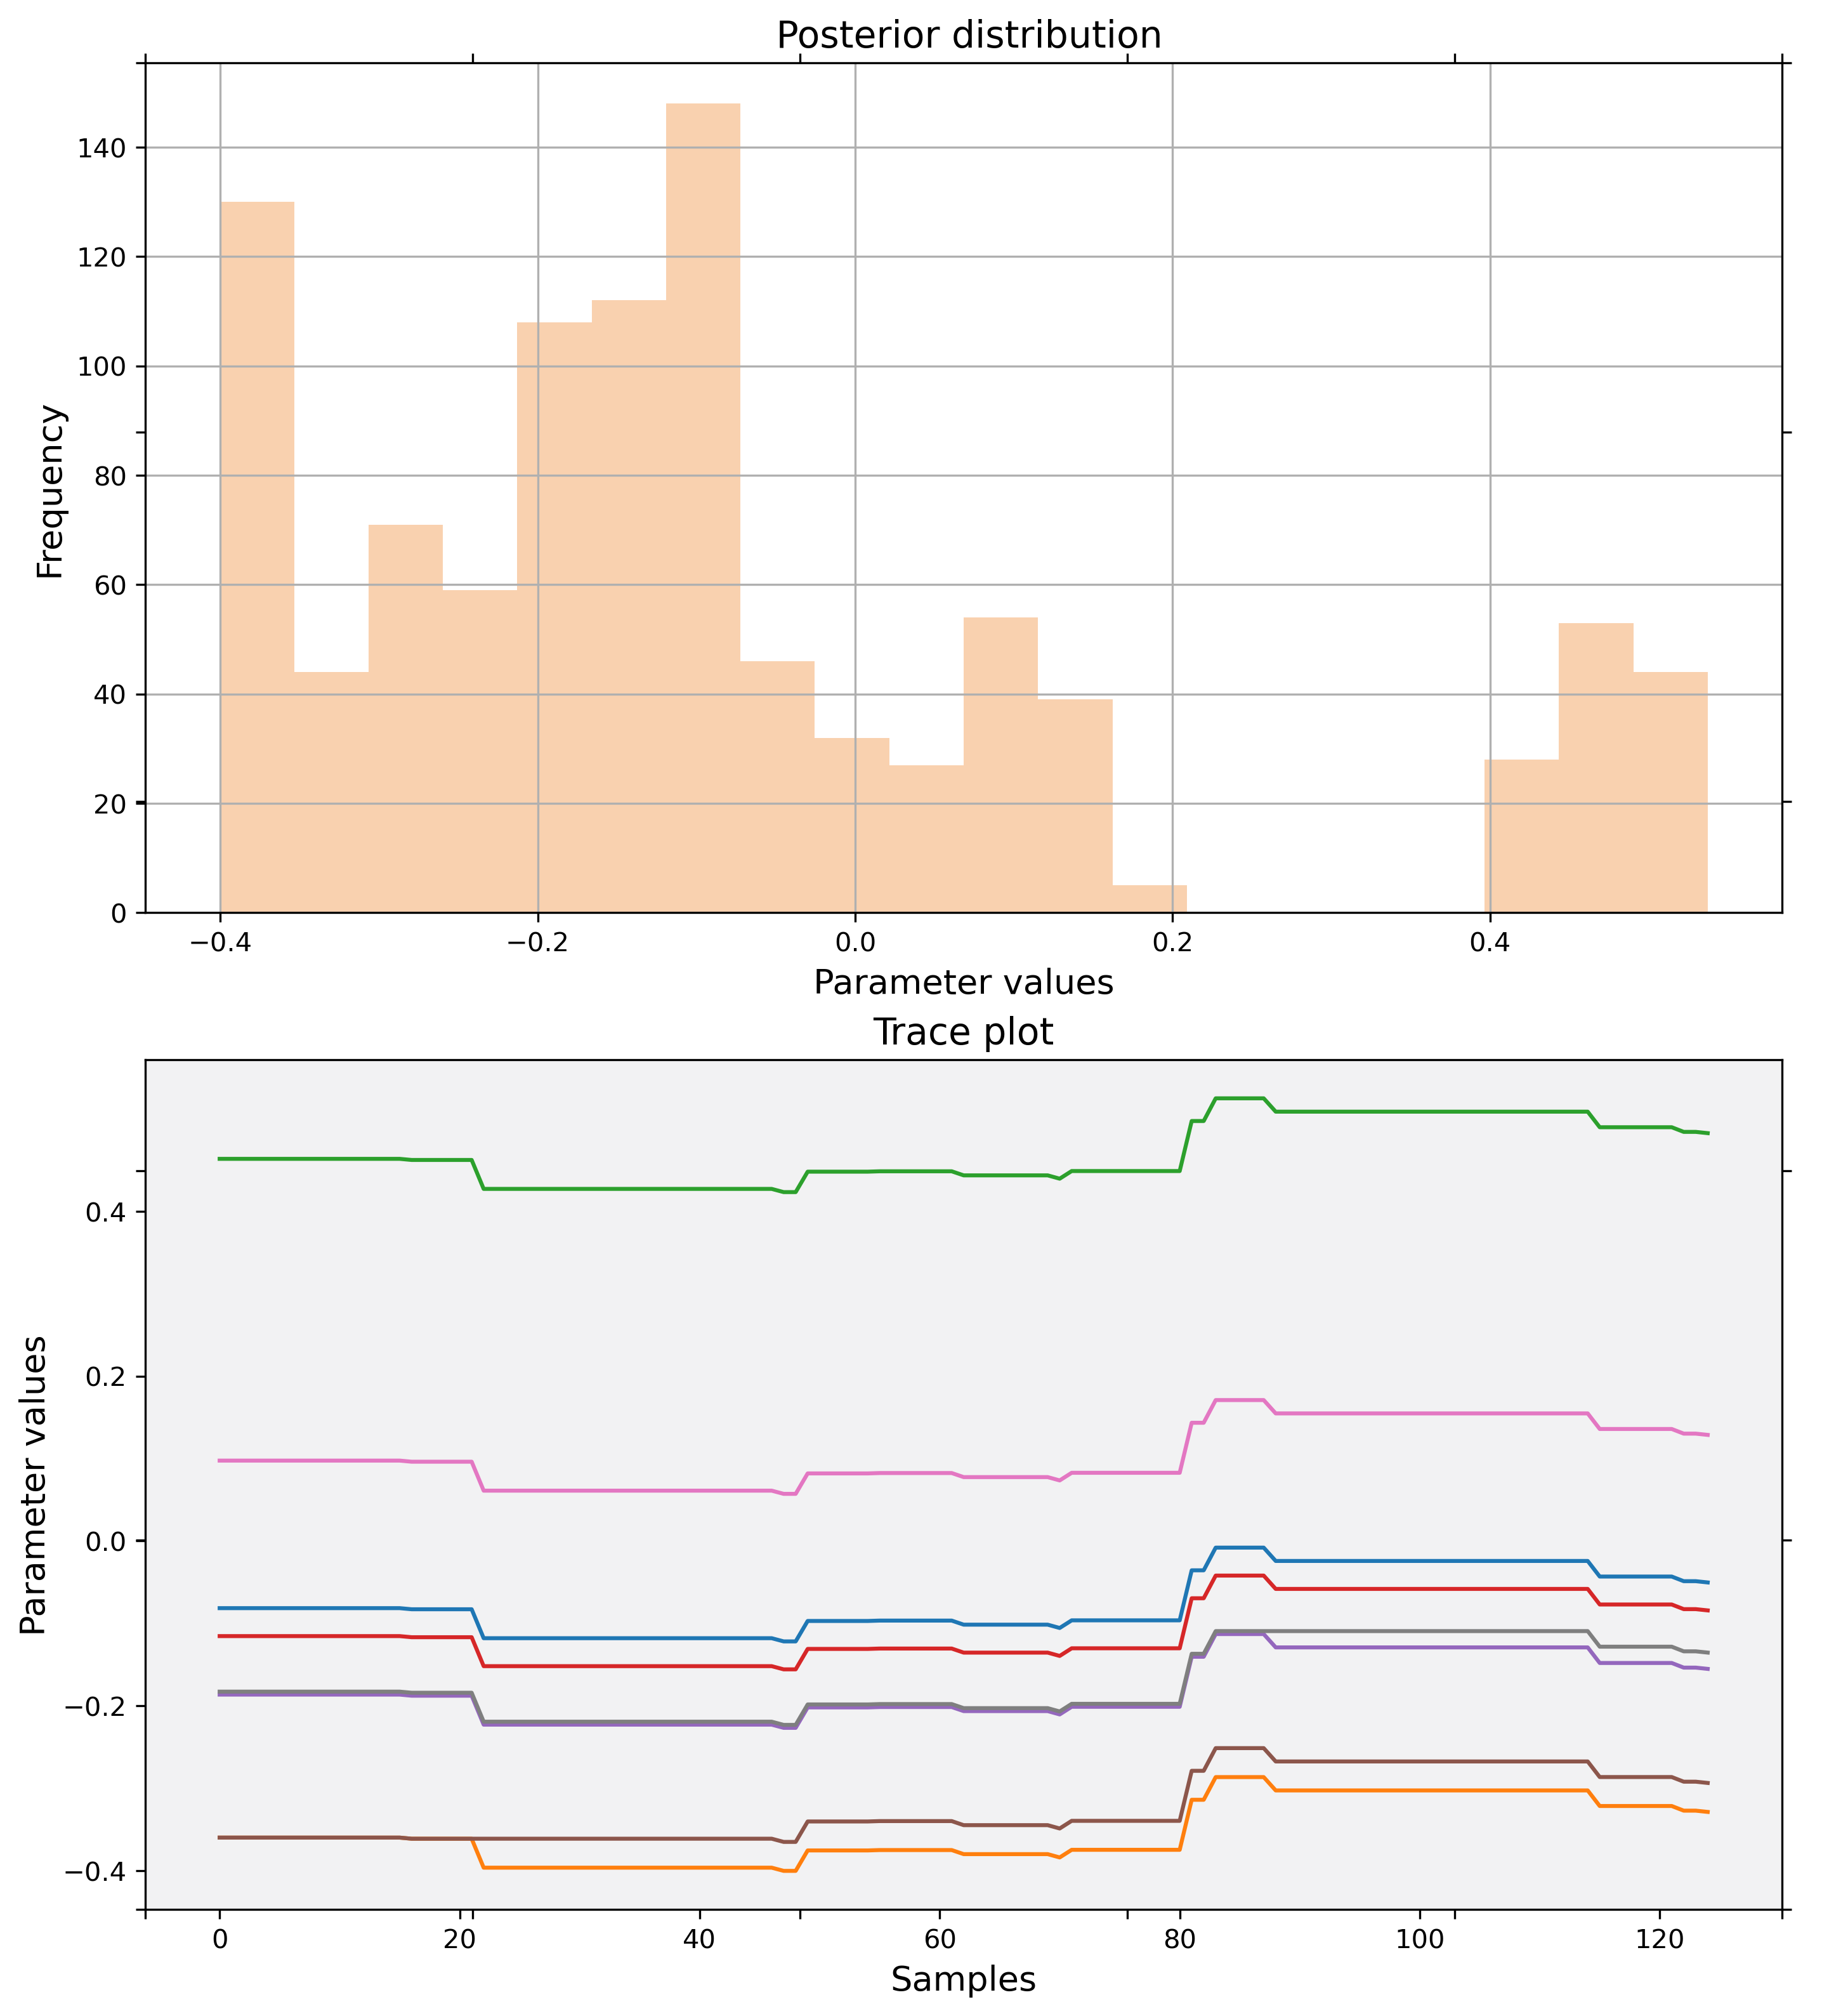 Posterior distribution
140
120
100
80
60
40
20
0
Frequency
−0.4 −0.2 0.0 0.2 0.4
Parameter values
Trace plot
0.4
0.2
0.0
−0.2
−0.4
Parameter values
0 20 40 60 80 100 120
Samples